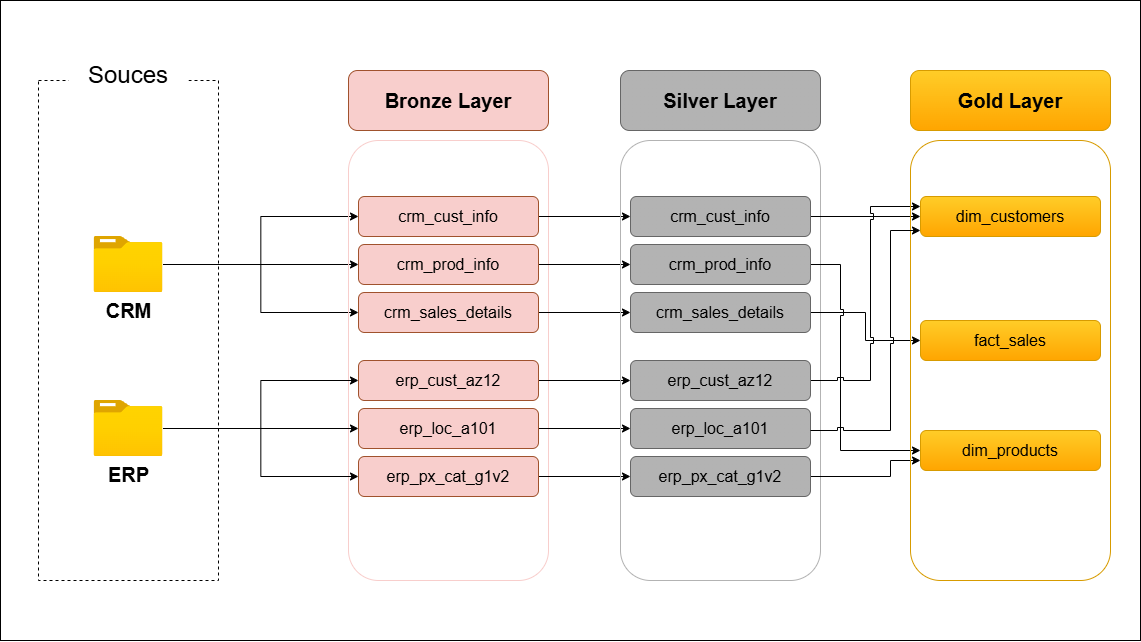 Souces
Bronze Layer
Silver Layer
Gold Layer
CRM
ERP
crm_cust_info
crm_prod_info
crm_sales_details
erp_cust_az12
erp_loc_a101
erp_px_cat_g1v2
crm_cust_info
crm_prod_info
crm_sales_details
erp_cust_az12
erp_loc_a101
erp_px_cat_g1v2
dim_customers
fact_sales
dim_products